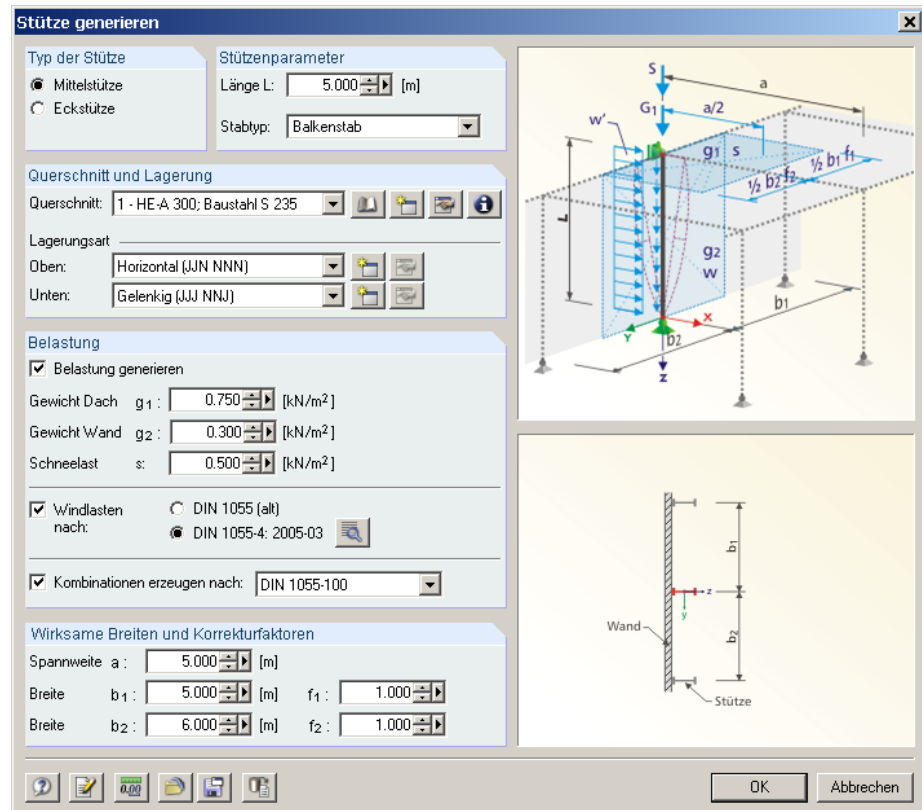 Stütze generieren
Typ der Stütze
Mittelstütze
Eckstütze
Stützenparameter
Länge L: 5.000 [m]
Stabtyp: Balkenstab
Querschnitt und Lagerung
Querschnitt: 1 - HE-A 300; Baustahl S 235
Lagerungsart
Oben: Horizontal (JJN NNN)
Unten: Gelenkig (JJJ NNJ)
Belastung
Belastung generieren
Gewicht Dach g1 : 0.750 [kN/m²]
Gewicht Wand g2 : 0.300 [kN/m²]
Schneelast s: 0.500 [kN/m²]
Windlasten nach:
DIN 1055 (alt)
DIN 1055-4: 2005-03
Kombinationen erzeugen nach: DIN 1055-100
Wirksame Breiten und Korrekturfaktoren
Spannweite a : 5.000 [m]
Breite b1 : 5.000 [m] f1 : 1.000
Breite b2 : 6.000 [m] f2 : 1.000
0.00
OK
Abbrechen
S
a
G1
a/2
w'
g1 s
½ b1 f1
½ b2 f2
L
g2
w
b1
X
Y
b2
Z
b1
z
y
Wand
b2
Stütze